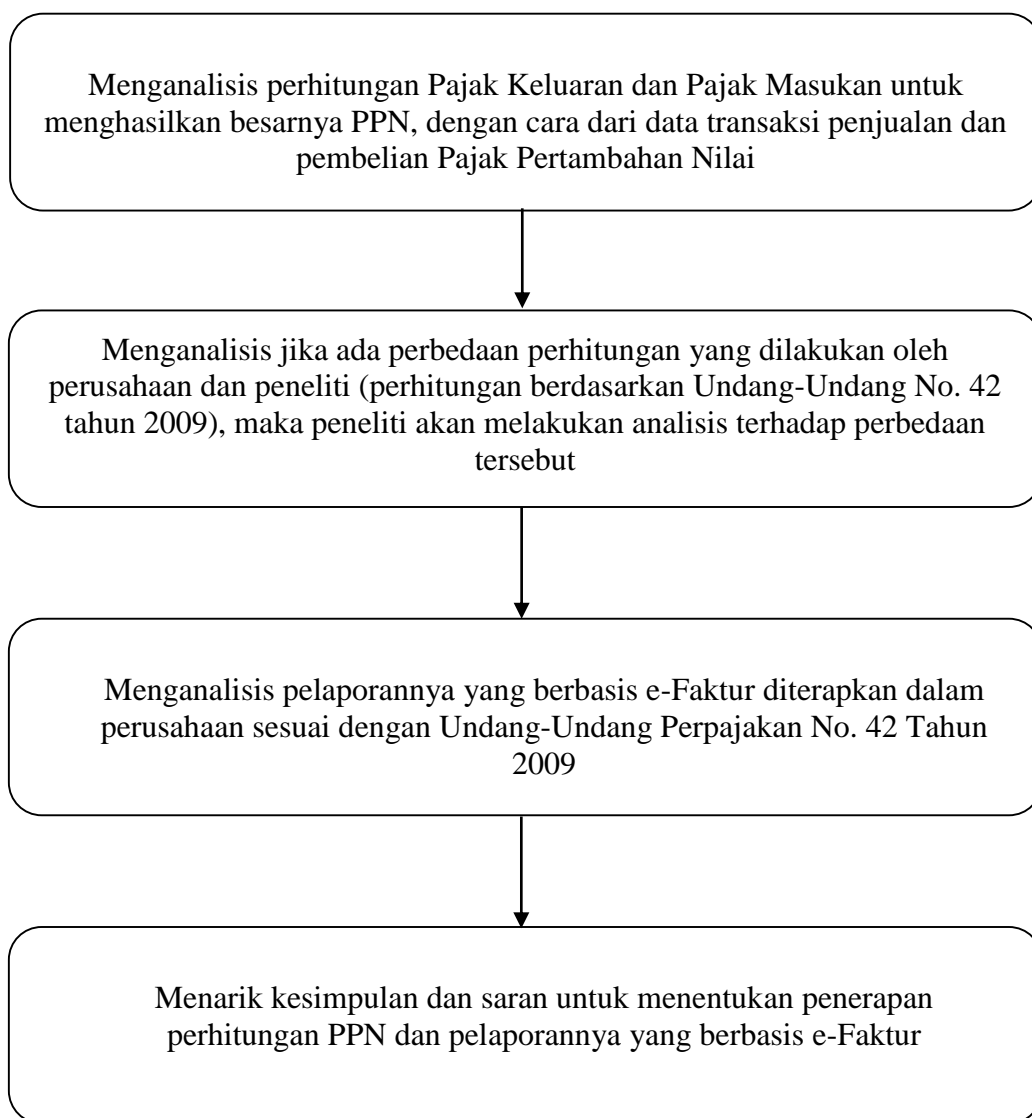 Menganalisis perhitungan Pajak Keluaran dan Pajak Masukan untuk
menghasilkan besarnya PPN, dengan cara dari data transaksi penjualan dan
pembelian Pajak Pertambahan Nilai
Menganalisis jika ada perbedaan perhitungan yang dilakukan oleh
perusahaan dan peneliti (perhitungan berdasarkan Undang-Undang No. 42
tahun 2009), maka peneliti akan melakukan analisis terhadap perbedaan
tersebut
Menganalisis pelaporannya yang berbasis e-Faktur diterapkan dalam
perusahaan sesuai dengan Undang-Undang Perpajakan No. 42 Tahun
2009
Menarik kesimpulan dan saran untuk menentukan penerapan
perhitungan PPN dan pelaporannya yang berbasis e-Faktur